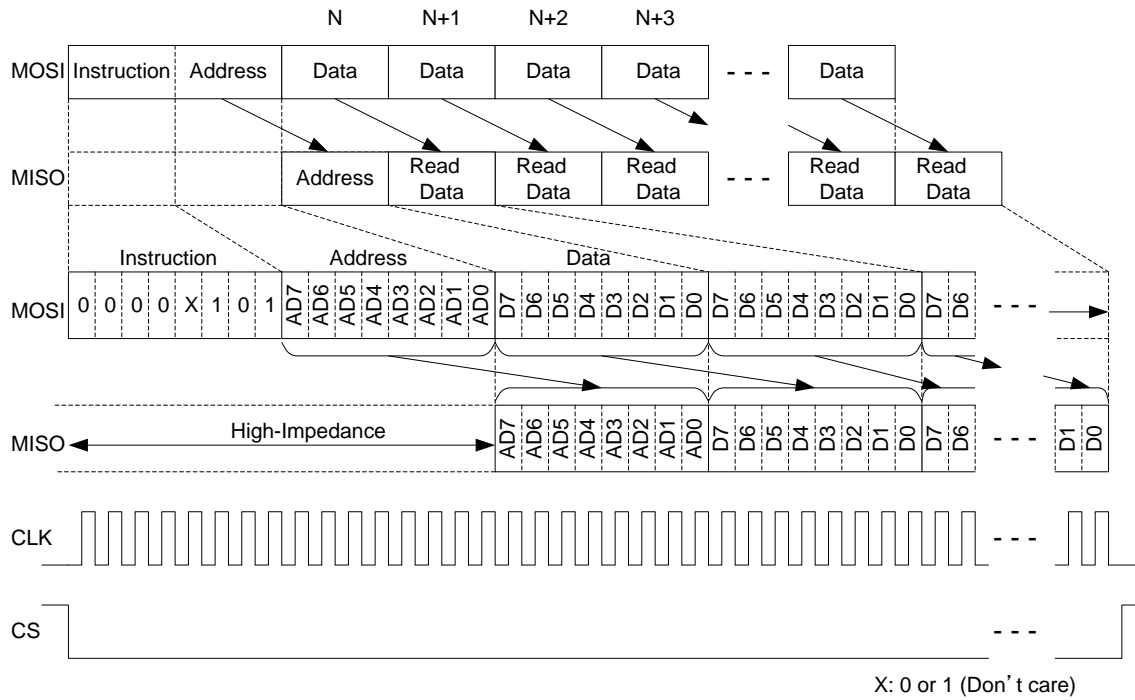 N N+1 N+2 N+3
MOSI Instruction Address Data Data Data Data - - - Data
MISO Address Read Data Read Data Read Data - - - Read Data Read Data
Instruction Address Data
MOSI 0 0 0 0 X 1 0 1 AD7 AD6 AD5 AD4 AD3 AD2 AD1 AD0 D7 D6 D5 D4 D3 D2 D1 D0 D7 D6 D5 D4 D3 D2 D1 D0 D7 D6 - - -
MISO High-Impedance AD7 AD6 AD5 AD4 AD3 AD2 AD1 AD0 D7 D6 D5 D4 D3 D2 D1 D0 D7 D6 - - - D1 D0
CLK - - -
CS - - -
X: 0 or 1 (Don't care)